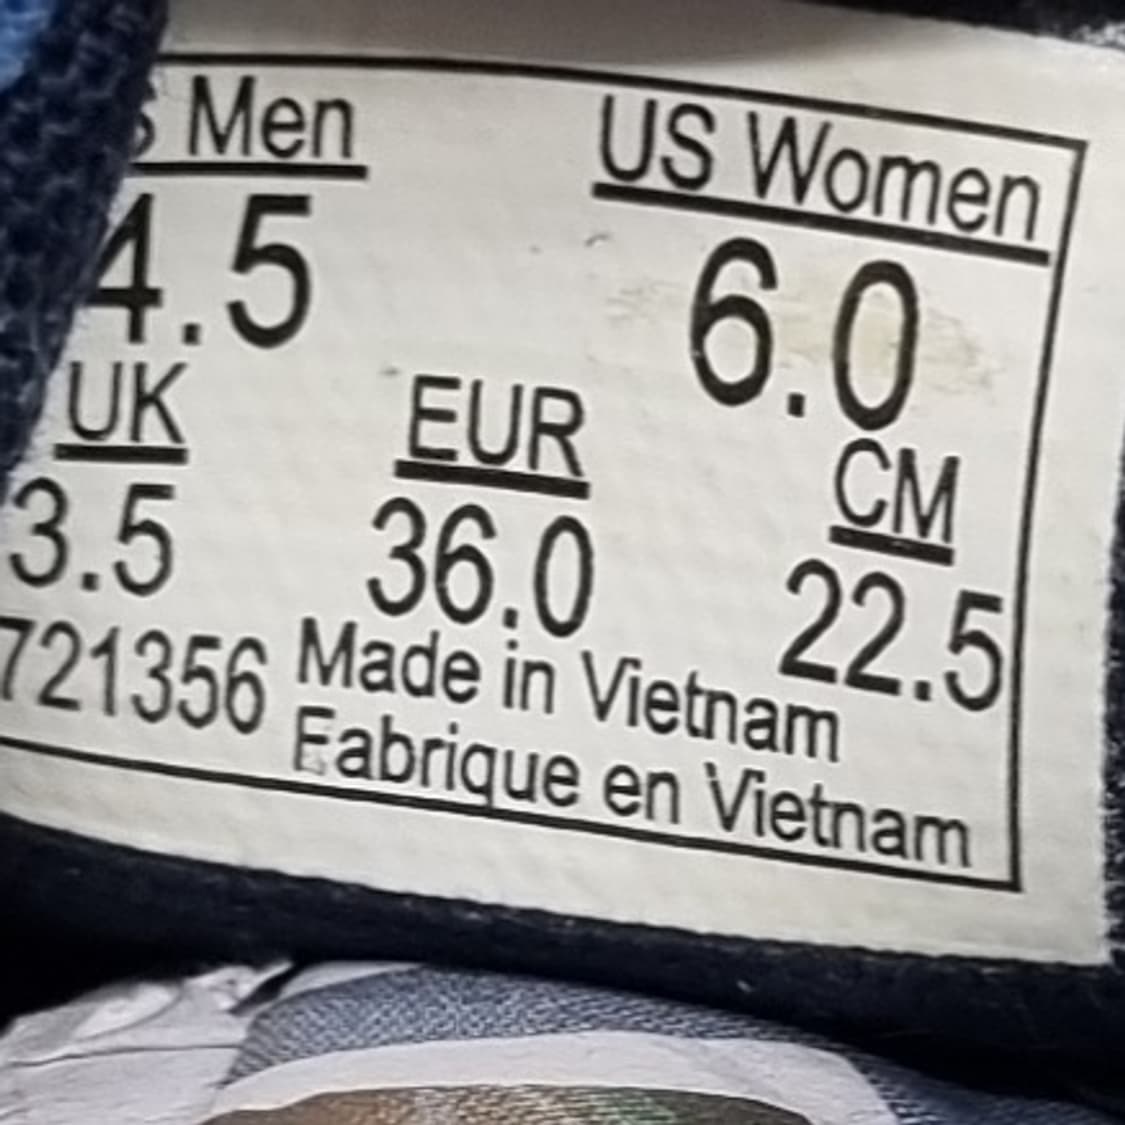 Men US Women
4.5 6.0
UK EUR CM
3.5 36.0 22.5
721356 Made in Vietnam
Fabrique en Vietnam